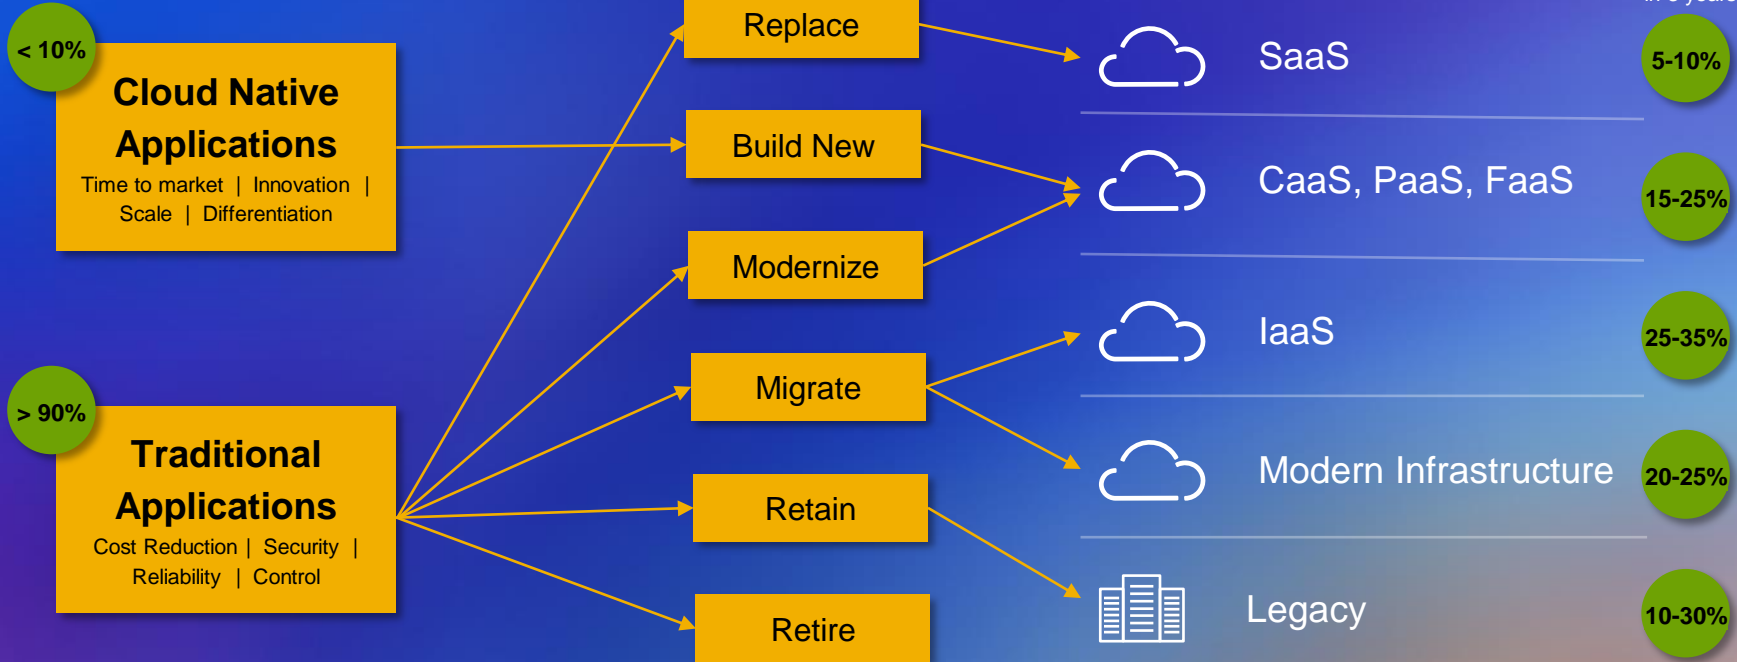 < 10%
Cloud Native
Applications
Time to market | Innovation |
Scale | Differentiation
> 90%
Traditional
Applications
Cost Reduction | Security |
Reliability | Control
Replace
Build New
Modernize
Migrate
Retain
Retire
SaaS
CaaS, PaaS, FaaS
IaaS
Modern Infrastructure
Legacy
years
5-10%
15-25%
25-35%
20-25%
10-30%